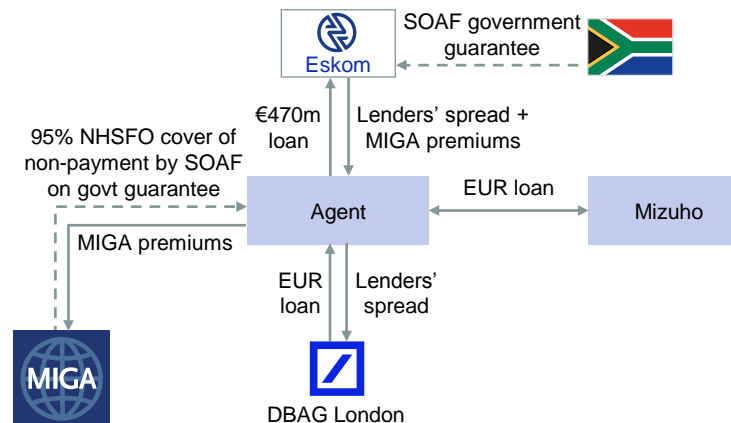 SOAF government
guarantee
Eskom
€470m
loan
Lenders' spread +
MIGA premiums
95% NHSFO cover of
non-payment by SOAF
on govt guarantee
Agent
EUR loan
Mizuho
MIGA premiums
EUR
loan
Lenders'
spread
MIGA
DBAG London